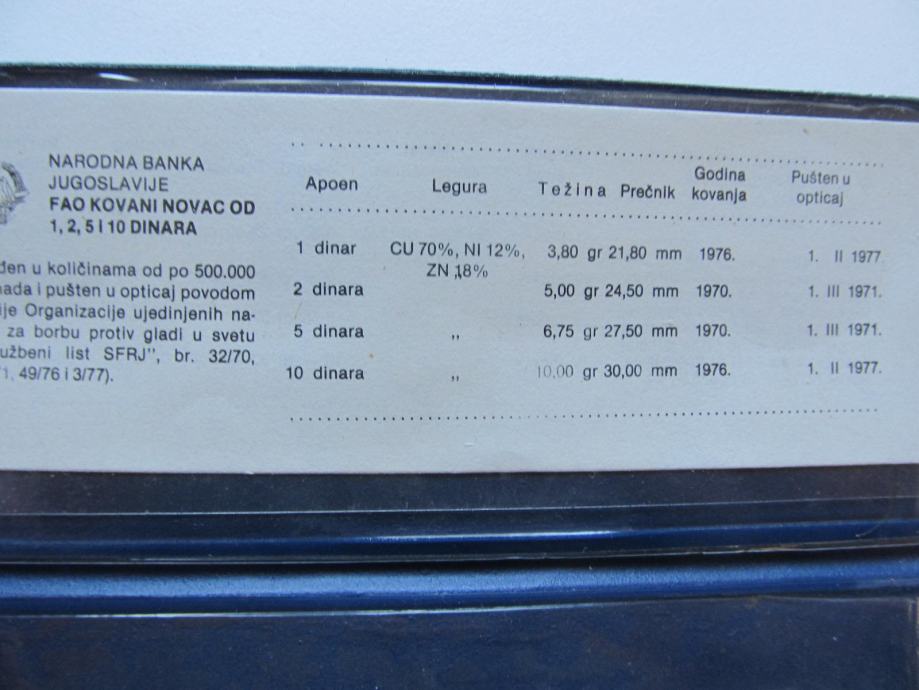 NARODNA BANKA
JUGOSLAVIJE
FAO KOVANI NOVAC OD
1, 2, 5 I 10 DINARA
đen u količinama od po 500.000
nada i pušten u opticaj povodom
ije Organizacije ujedinjenih na-
za borbu protiv gladi u svetu
užbeni list SFRJ", br. 32/70,
1, 49/76 i 3/77).
Apoen Legura Težina Prečnik Godina kovanja Pušten u opticaj
1 dinar CU 70%, NI 12%, 3,80 gr 21,80 mm 1976. 1. II 1977
ZN 18%
2 dinara 5,00 gr 24,50 mm 1970. 1. III 1971.
5 dinara ,, 6,75 gr 27,50 mm 1970. 1. III 1971.
10 dinara ,, 10,00 gr 30,00 mm 1976. 1. II 1977.